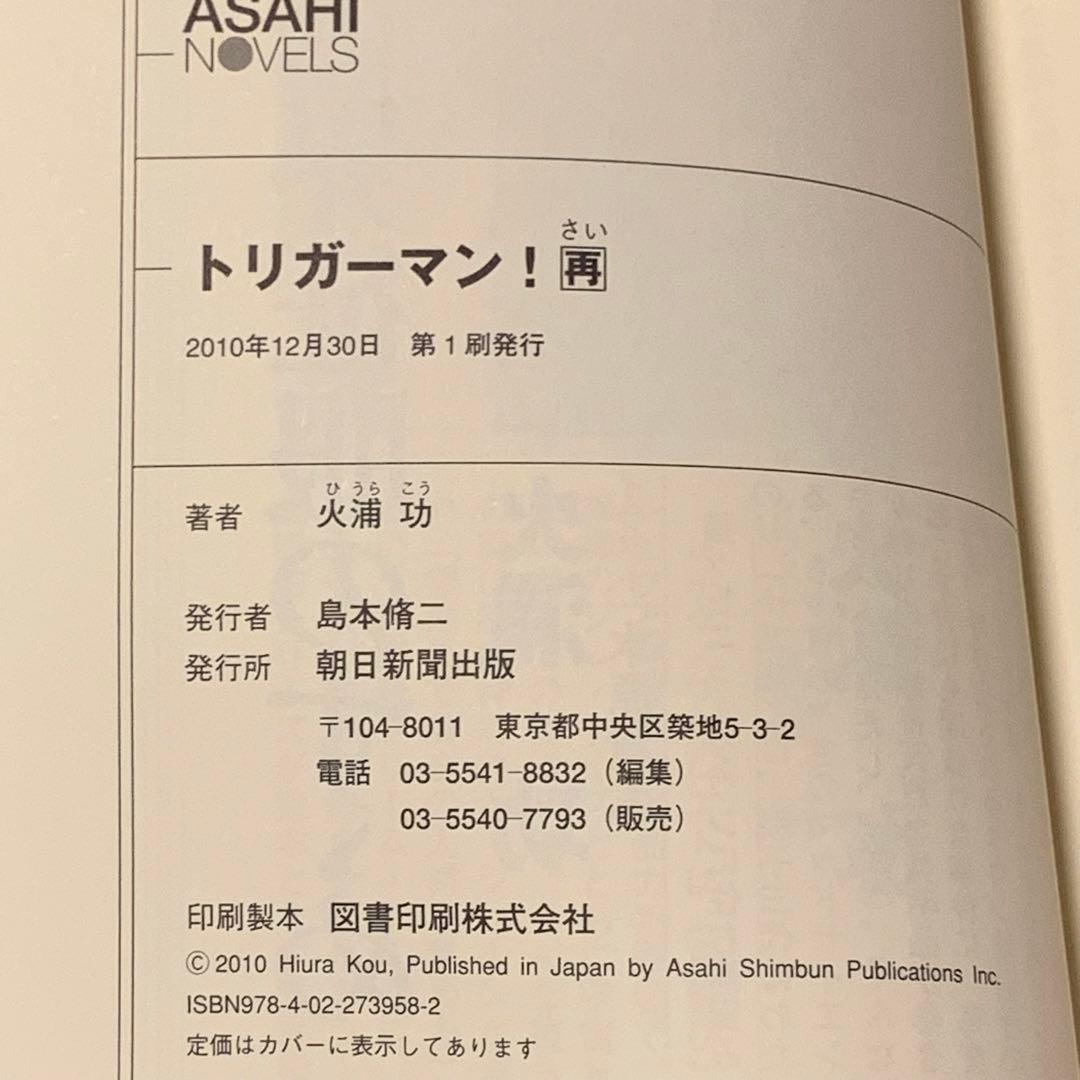 ASAHI
NOVELS
さい
トリガーマン！再
2010年12月30日　第1刷発行
ひ うら こう
著者　火浦 功
発行者　島本脩二
発行所　朝日新聞出版
〒104-8011　東京都中央区築地5-3-2
電話　03-5541-8832（編集）
03-5540-7793（販売）
印刷製本　図書印刷株式会社
©2010 Hiura Kou, Published in Japan by Asahi Shimbun Publications Inc.
ISBN978-4-02-273958-2
定価はカバーに表示してあります